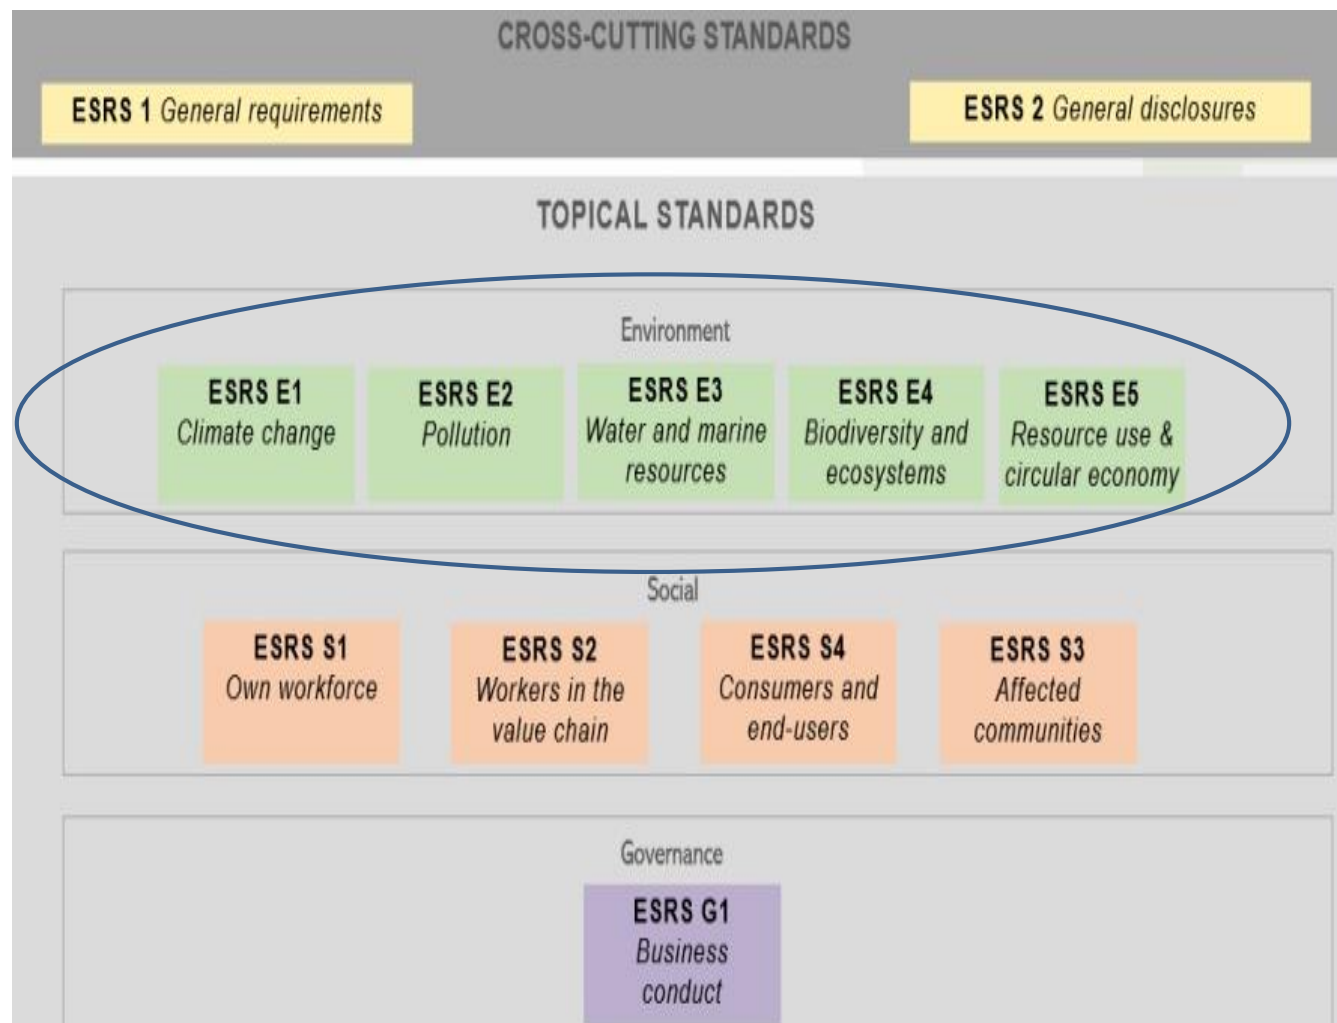 CROSS-CUTTING STANDARDS
ESRS 1 General requirements
ESRS 2 General disclosures
TOPICAL STANDARDS
Environment
ESRS E1
Climate change
ESRS E2
Pollution
ESRS E3
Water and marine
resources
ESRS E4
Biodiversity and
ecosystems
ESRS E5
Resource use &
circular economy
Social
ESRS S1
Own workforce
ESRS S2
Workers in the
value chain
ESRS S4
Consumers and
end-users
ESRS S3
Affected
communities
Governance
ESRS G1
Business
conduct